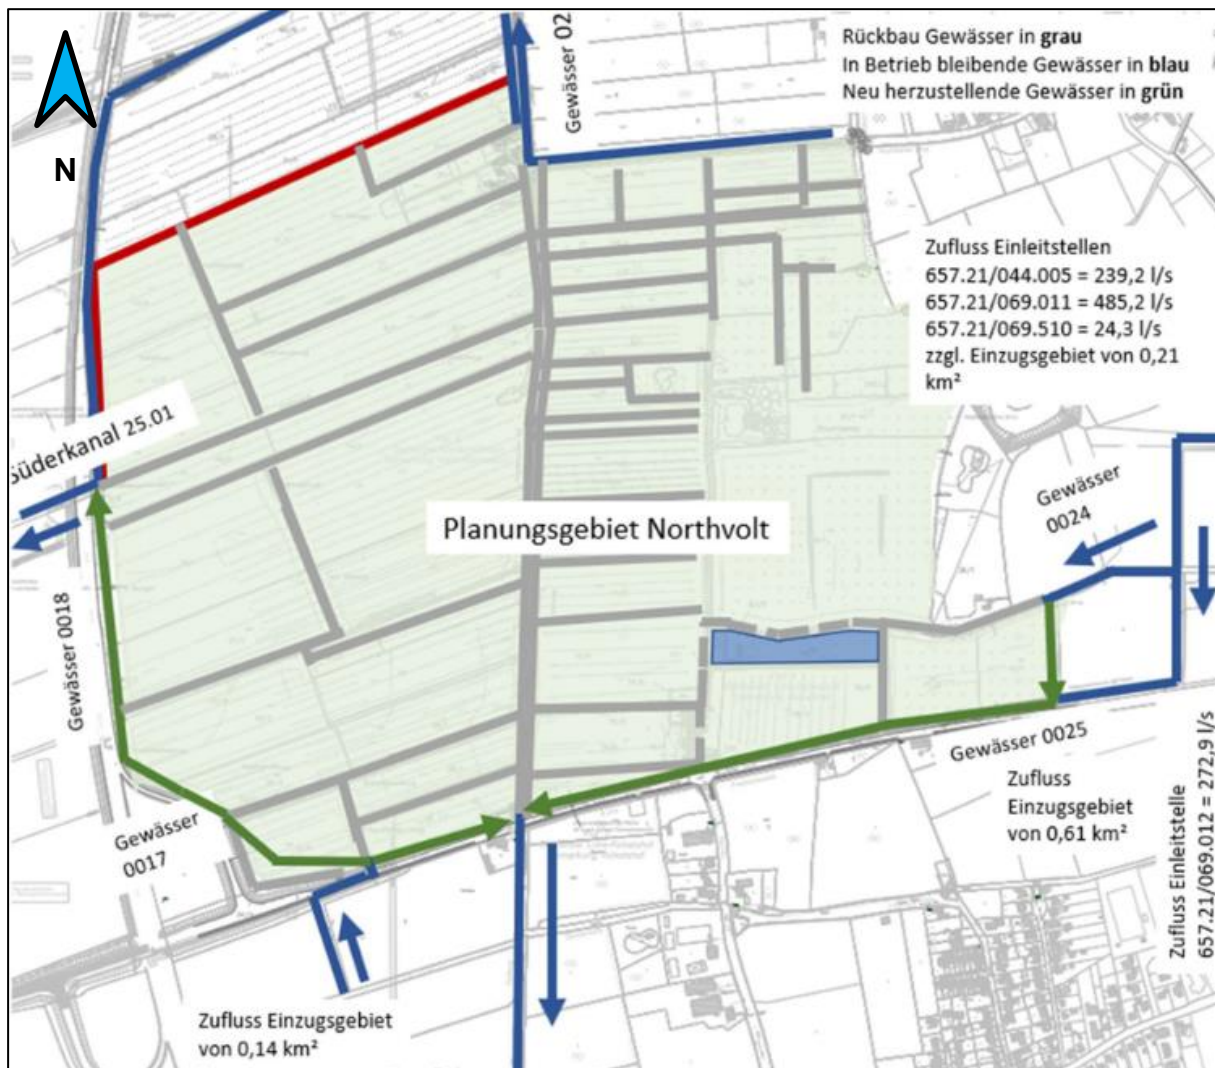 Rückbau Gewässer in grau
In Betrieb bleibende Gewässer in blau
Neu herzustellende Gewässer in grün
N
Gewässer 02
Zufluss Einleitstellen
657.21/044.005 = 239,2 l/s
657.21/069.011 = 485,2 l/s
657.21/069.510 = 24,3 l/s
zzgl. Einzugsgebiet von 0,21
km²
Süderkanal 25.01
Planungsgebiet Northvolt
Gewässer
0024
Gewässer 0018
Gewässer 0025
Gewässer
0017
Zufluss
Einzugsgebiet
von 0,61 km²
Zufluss Einleitstelle
657.21/069.012 = 272,9 l/s
Zufluss Einzugsgebiet
von 0,14 km²